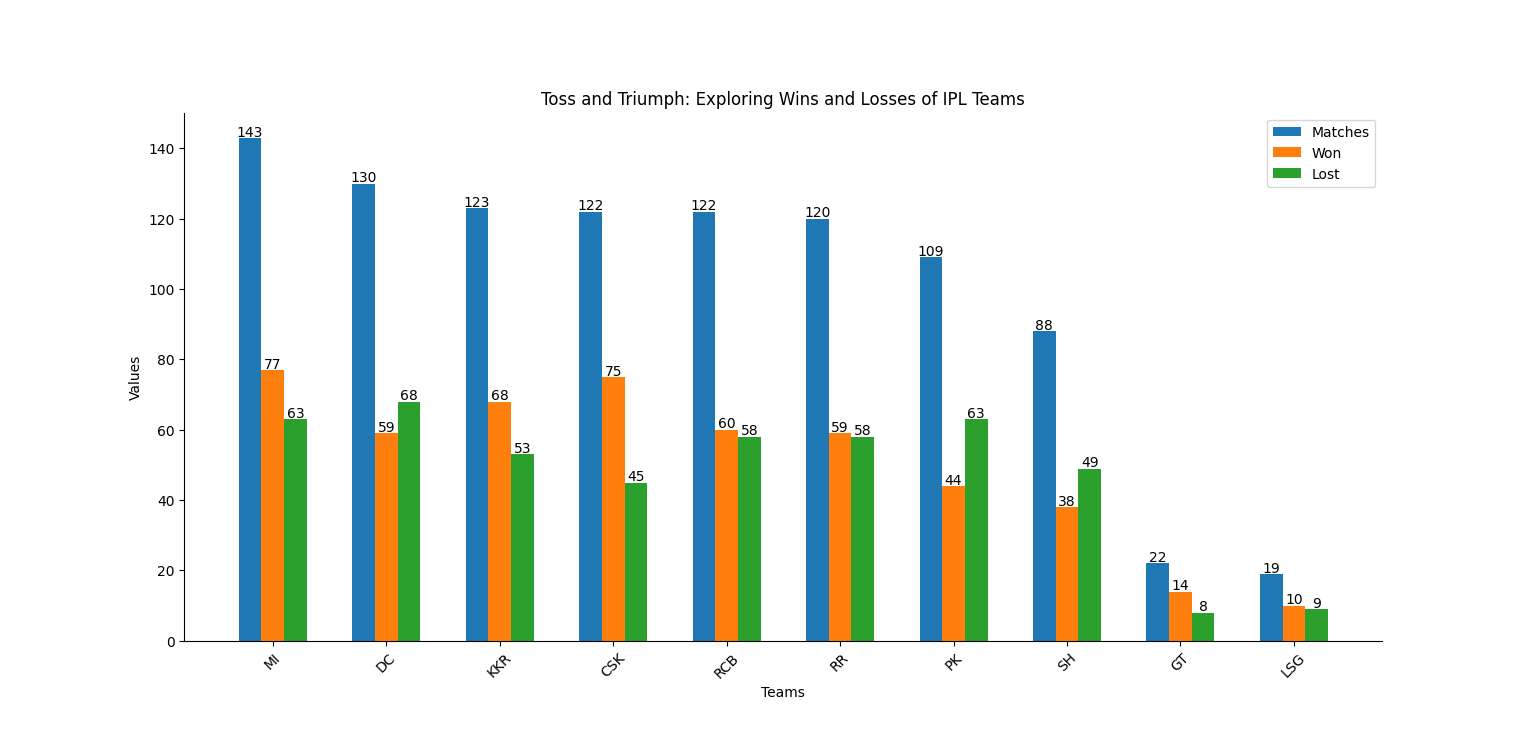 Toss and Triumph: Exploring Wins and Losses of IPL Teams
Matches
Won
Lost
Values
140
120
100
80
60
40
20
0
143 77 63
130 59 68
123 68 53
122 75 45
122 60 58
120 59 58
109 44 63
88 38 49
22 14 8
19 10 9
MI DC KKR CSK RCB RR PK SH GT LSG
Teams